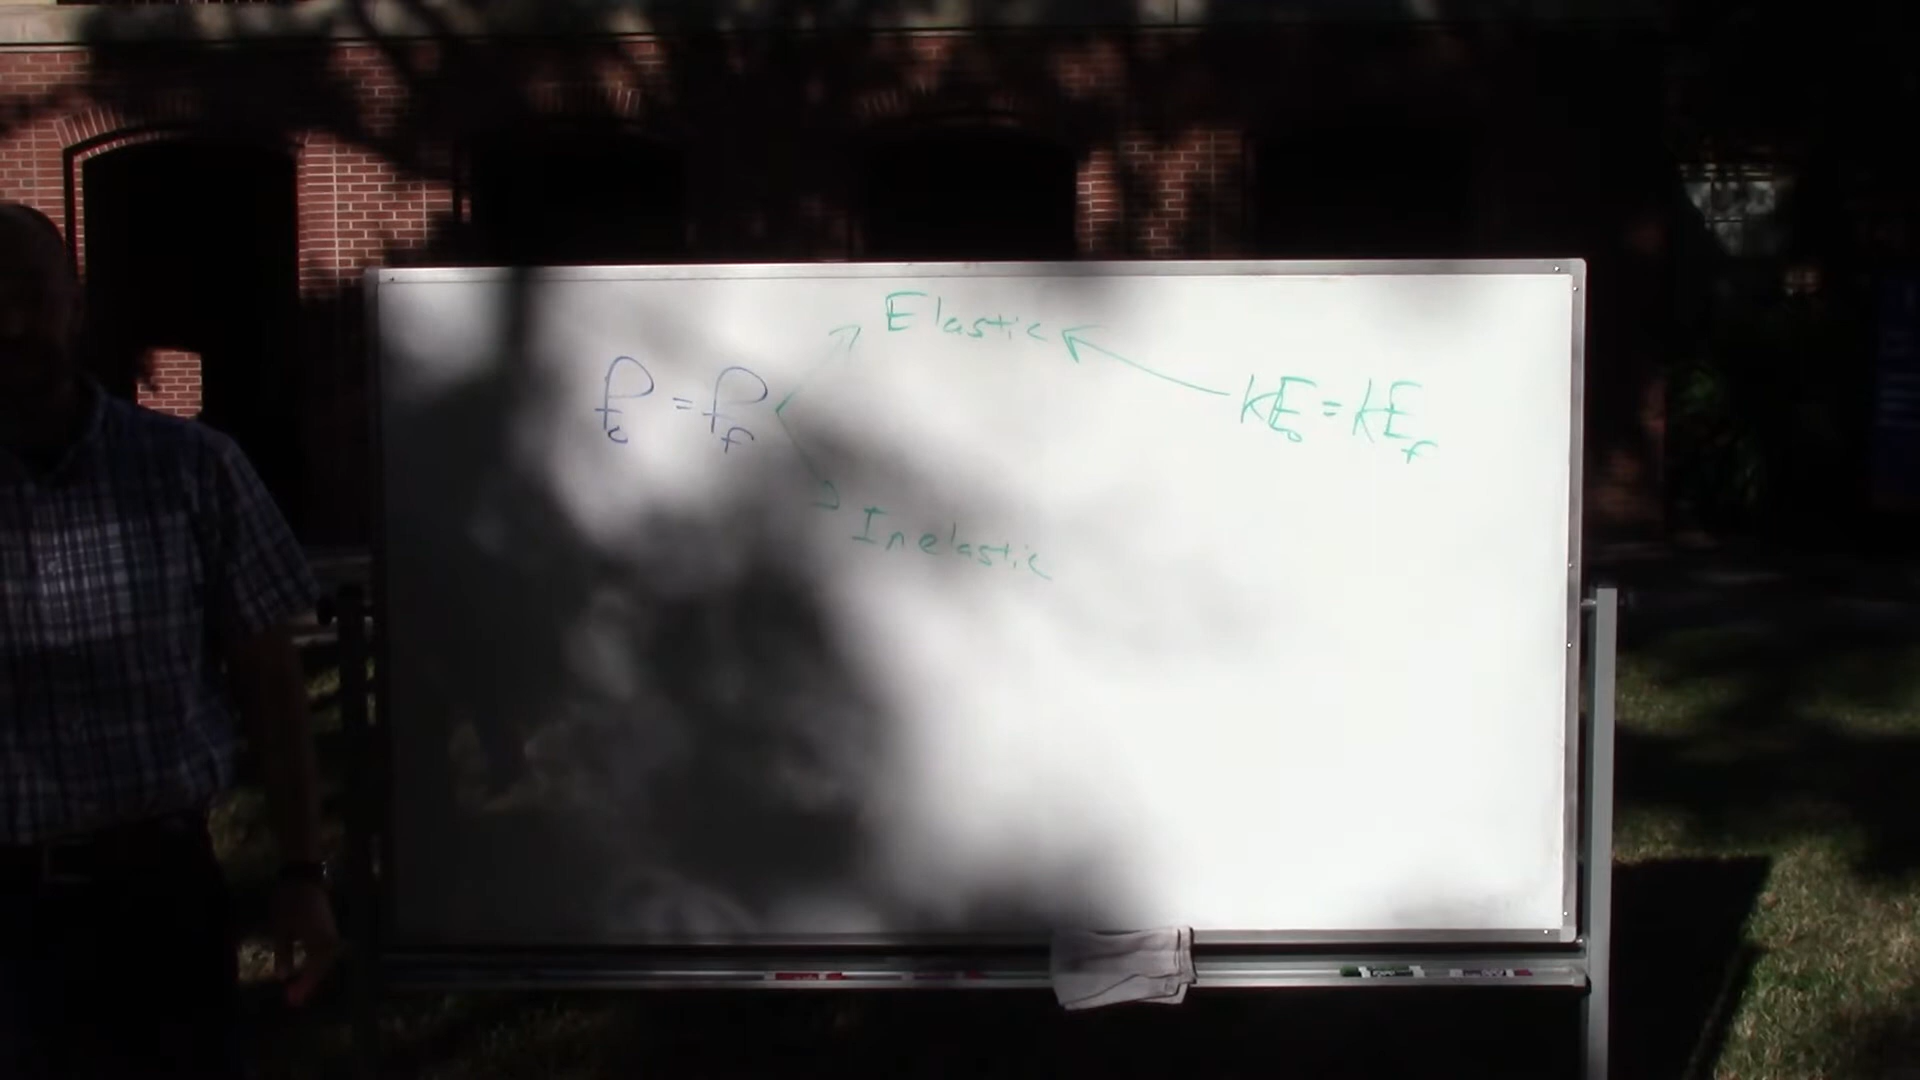 Elastic
P₀ = P_f
KE₀ = KE_f
Inelastic